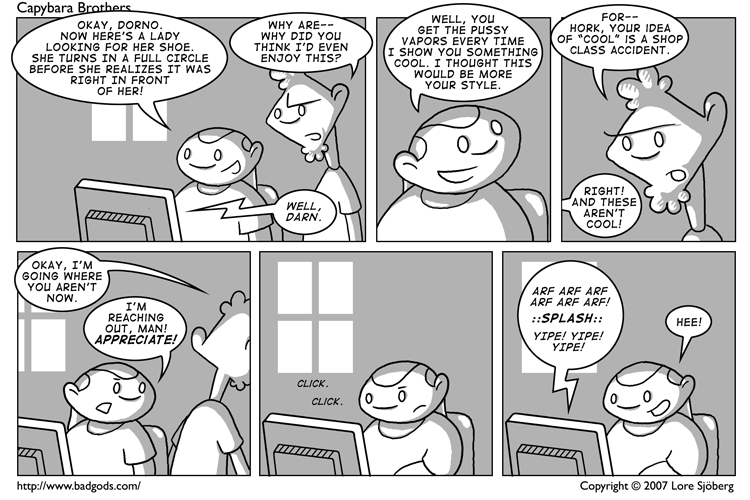 Capybara Brothers
OKAY, DORNO.
NOW HERE'S A LADY
LOOKING FOR HER SHOE.
SHE TURNS IN A FULL CIRCLE
BEFORE SHE REALIZES IT WAS
RIGHT IN FRONT
OF HER!
WHY ARE--
WHY DID YOU
THINK I'D EVEN
ENJOY THIS?
WELL,
DARN.
WELL, YOU
GET THE PUSSY
VAPORS EVERY TIME
I SHOW YOU SOMETHING
COOL. I THOUGHT THIS
WOULD BE MORE
YOUR STYLE.
FOR--
HORK, YOUR IDEA
OF "COOL" IS A SHOP
CLASS ACCIDENT.
RIGHT!
AND THESE
AREN'T
COOL!
OKAY, I'M
GOING WHERE
YOU AREN'T
NOW.
I'M
REACHING
OUT, MAN!
APPRECIATE!
CLICK.
CLICK.
ARF ARF ARF
ARF ARF ARF!
::SPLASH::
YIPE! YIPE!
YIPE!
HEE!
http://www.badgods.com/
Copyright © 2007 Lore Sjöberg